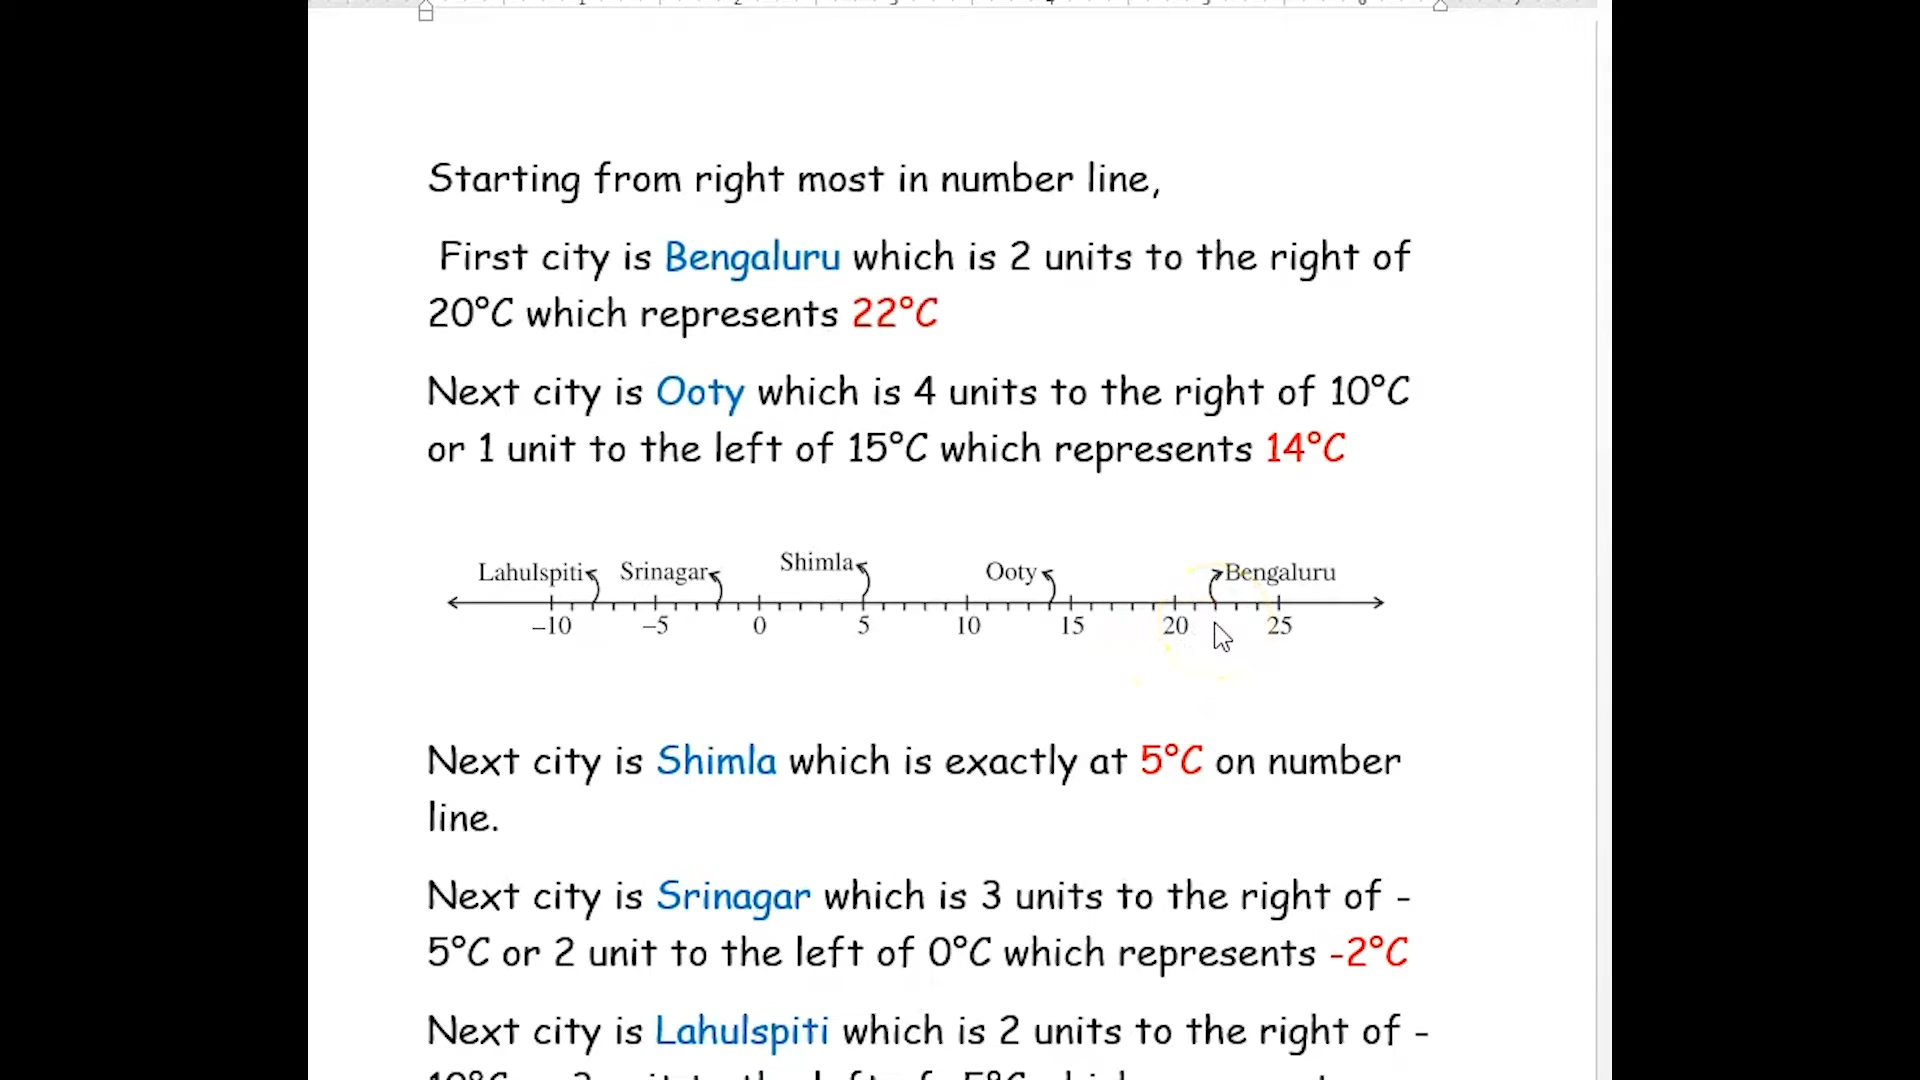 Starting from right most in number line,
First city is Bengaluru which is 2 units to the right of
20°C which represents 22°C
Next city is Ooty which is 4 units to the right of 10°C
or 1 unit to the left of 15°C which represents 14°C
Lahulspiti Srinagar Shimla Ooty Bengaluru
–10 –5 0 5 10 15 20 25
Next city is Shimla which is exactly at 5°C on number
line.
Next city is Srinagar which is 3 units to the right of -
5°C or 2 unit to the left of 0°C which represents -2°C
Next city is Lahulspiti which is 2 units to the right of -